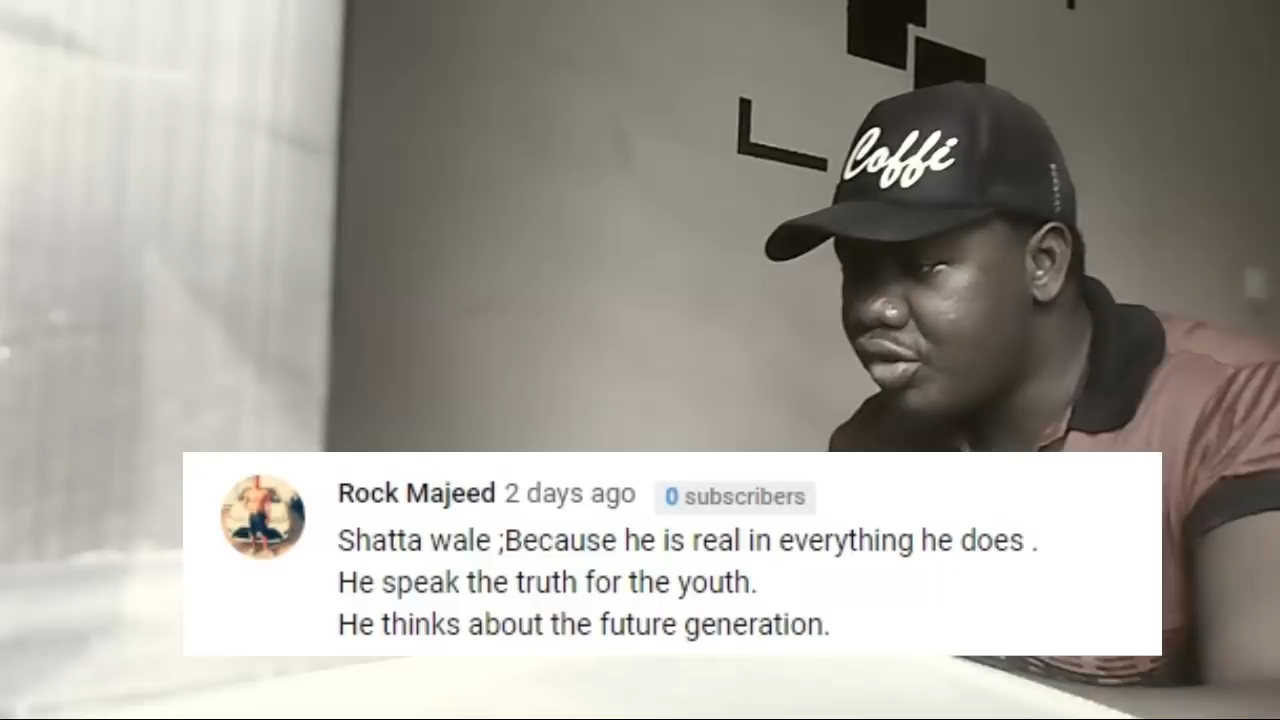 Coffi
Rock Majeed 2 days ago 0 subscribers
Shatta wale ;Because he is real in everything he does .
He speak the truth for the youth.
He thinks about the future generation.